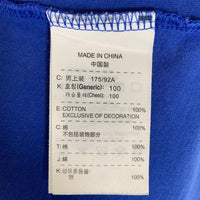 MADE IN CHINA
中国製
C: 男上装 175/92A
K: 호칭(Generic): 100
가슴둘레(Chest): 100
E: COTTON 100%
EXCLUSIVE OF DECORATION
C: 棉 100%
不包括装饰部分
T: 棉 100%
J: 綿 100%
K: 100%